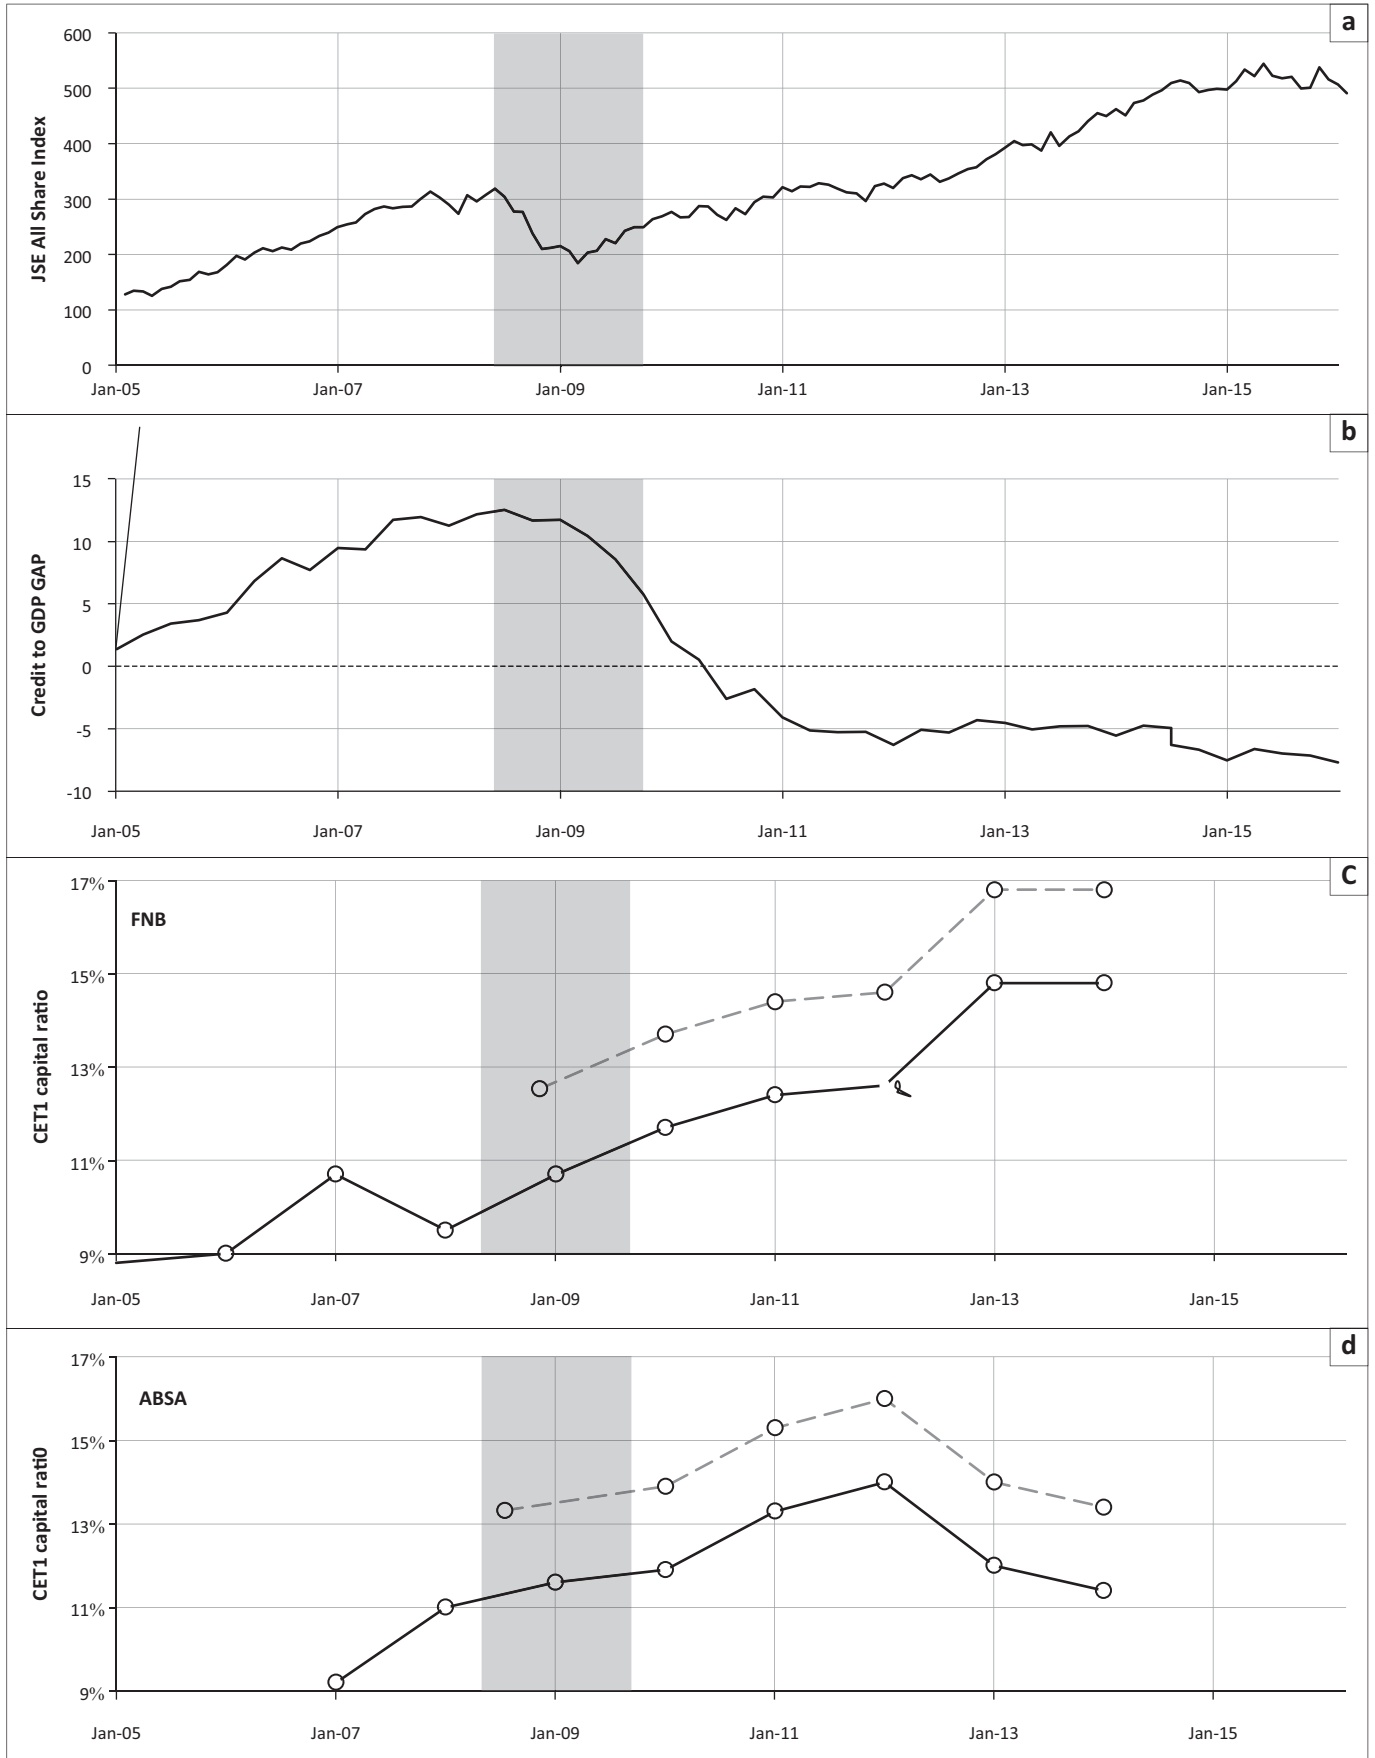 a
JSE All Share Index
600
500
400
300
200
100
0
Jan-05 Jan-07 Jan-09 Jan-11 Jan-13 Jan-15
b
Credit to GDP GAP
15
10
5
0
-5
-10
Jan-05 Jan-07 Jan-09 Jan-11 Jan-13 Jan-15
c
FNB
CET1 capital ratio
17%
15%
13%
11%
9%
Jan-05 Jan-07 Jan-09 Jan-11 Jan-13 Jan-15
d
ABSA
CET1 capital rati0
17%
15%
13%
11%
9%
Jan-05 Jan-07 Jan-09 Jan-11 Jan-13 Jan-15